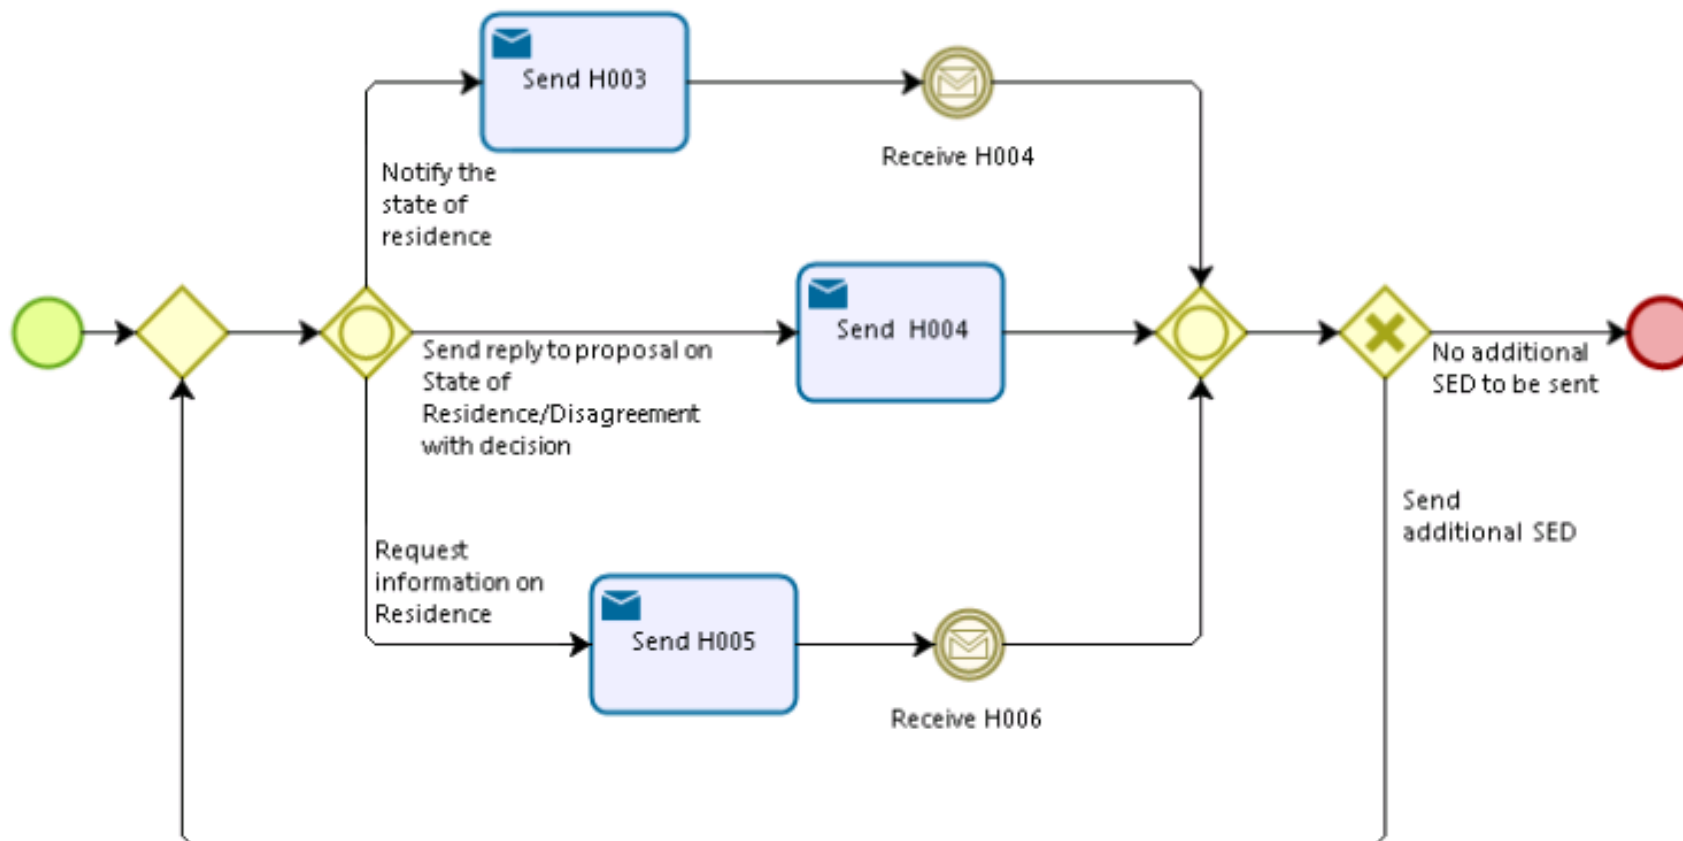 Send H003
Receive H004
Notify the
state of
residence
Send H004
Send reply to proposal on
State of
Residence/Disagreement
with decision
No additional
SED to be sent
Send
additional SED
Request
information on
Residence
Send H005
Receive H006